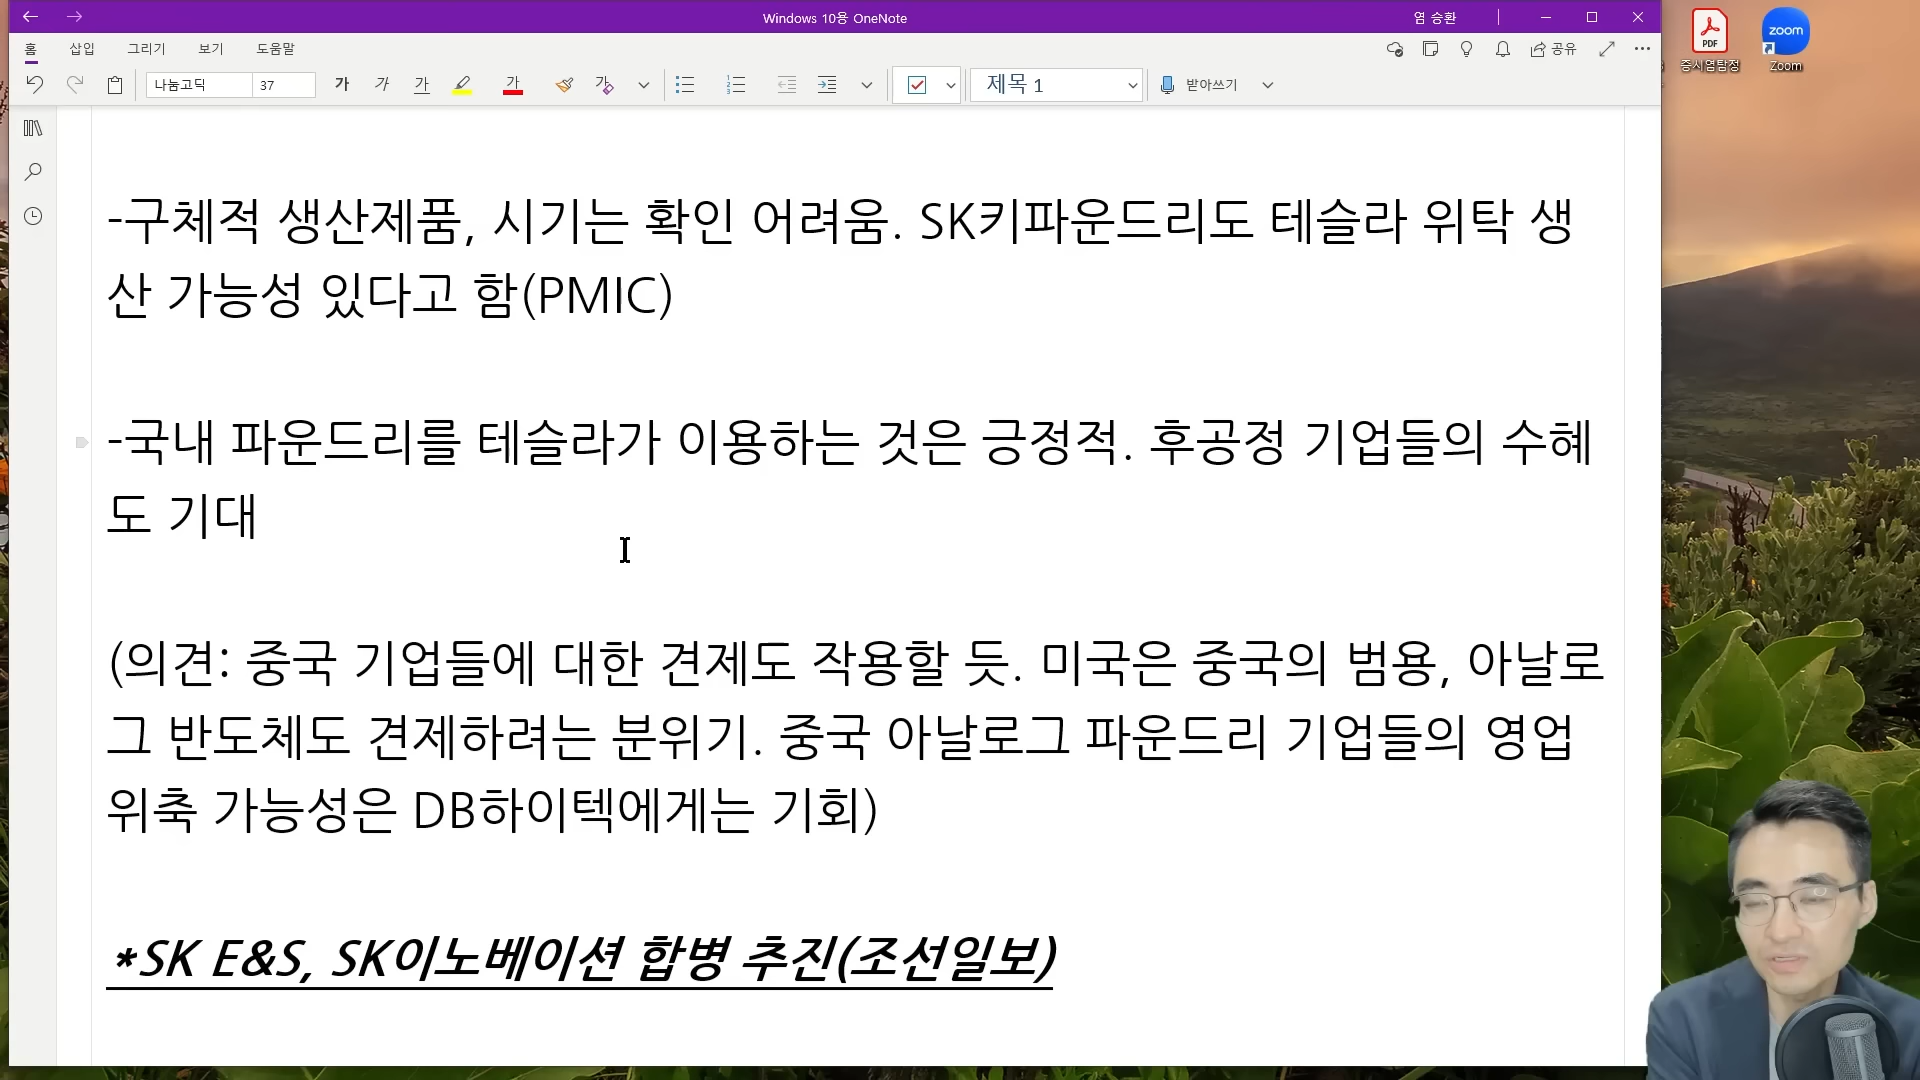 Windows 10용 OneNote
염 승환
홈 삽입 그리기 보기 도움말
공유
나눔고딕 37
가 가 가 가
제목 1
받아쓰기
-구체적 생산제품, 시기는 확인 어려움. SK키파운드리도 테슬라 위탁 생
산 가능성 있다고 함(PMIC)
-국내 파운드리를 테슬라가 이용하는 것은 긍정적. 후공정 기업들의 수혜
도 기대
(의견: 중국 기업들에 대한 견제도 작용할 듯. 미국은 중국의 범용, 아날로
그 반도체도 견제하려는 분위기. 중국 아날로그 파운드리 기업들의 영업
위축 가능성은 DB하이텍에게는 기회)
*SK E&S, SK이노베이션 합병 추진(조선일보)
PDF
증시염탐정
zoom
Zoom